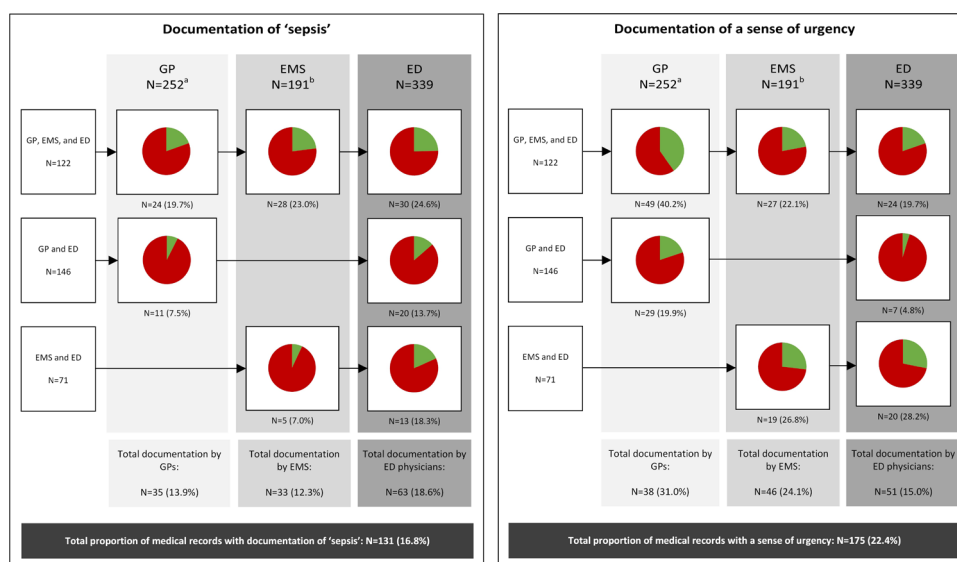 Documentation of ‘sepsis’
GP
N=252a
EMS
N=191b
ED
N=339
GP, EMS, and ED
N=122
N=24 (19.7%)
N=28 (23.0%)
N=30 (24.6%)
GP and ED
N=146
N=11 (7.5%)
N=20 (13.7%)
EMS and ED
N=71
N=5 (7.0%)
N=13 (18.3%)
Total documentation by
GPs:
N=35 (13.9%)
Total documentation by
EMS:
N=33 (12.3%)
Total documentation by
ED physicians:
N=63 (18.6%)
Total proportion of medical records with documentation of ‘sepsis’: N=131 (16.8%)
Documentation of a sense of urgency
GP
N=252a
EMS
N=191b
ED
N=339
GP, EMS, and ED
N=122
N=49 (40.2%)
N=27 (22.1%)
N=24 (19.7%)
GP and ED
N=146
N=29 (19.9%)
N=7 (4.8%)
EMS and ED
N=71
N=19 (26.8%)
N=20 (28.2%)
Total documentation by
GPs:
N=38 (31.0%)
Total documentation
by EMS:
N=46 (24.1%)
Total documentation by
ED physicians:
N=51 (15.0%)
Total proportion of medical records with a sense of urgency: N=175 (22.4%)